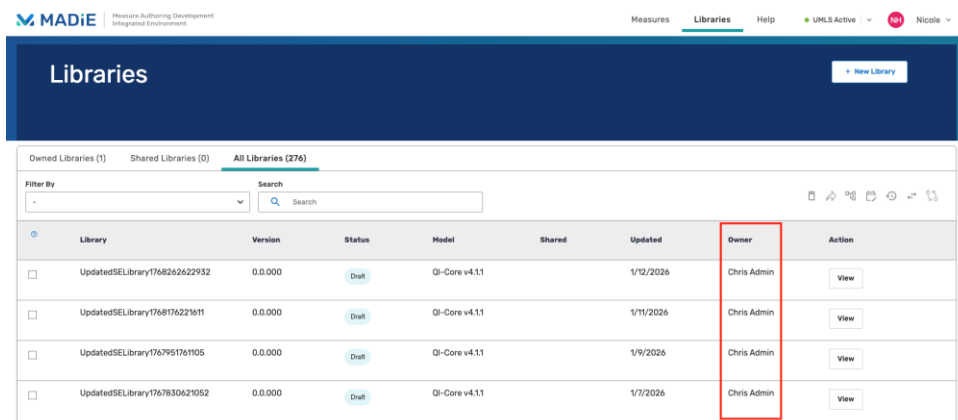 MADiE Measure Authoring Development
Integrated Environment
Measures Libraries Help UMLS Active NH Nicole
Libraries
+ New Library
Owned Libraries (1) Shared Libraries (0) All Libraries (276)
Filter By Search
- Search
Library Version Status Model Shared Updated Owner Action
UpdatedSELibrary1768262622932 0.0.000 Draft QI-Core v4.1.1 1/12/2026 Chris Admin View
UpdatedSELibrary1768176221611 0.0.000 Draft QI-Core v4.1.1 1/11/2026 Chris Admin View
UpdatedSELibrary1767951761105 0.0.000 Draft QI-Core v4.1.1 1/9/2026 Chris Admin View
UpdatedSELibrary1767830621052 0.0.000 Draft QI-Core v4.1.1 1/7/2026 Chris Admin View